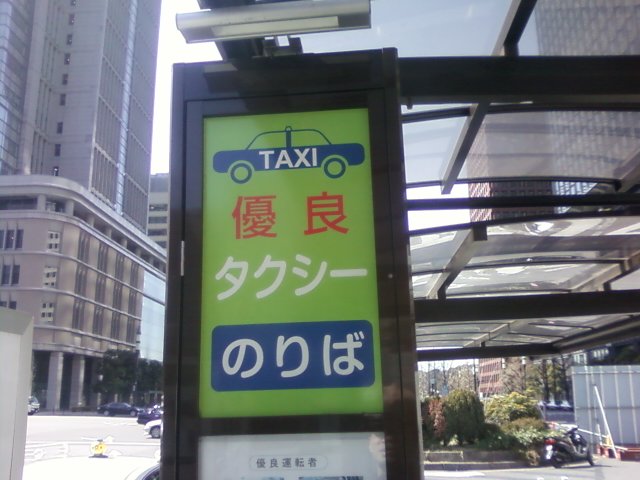 TAXI
優良
タクシー
のりば
優良運転者